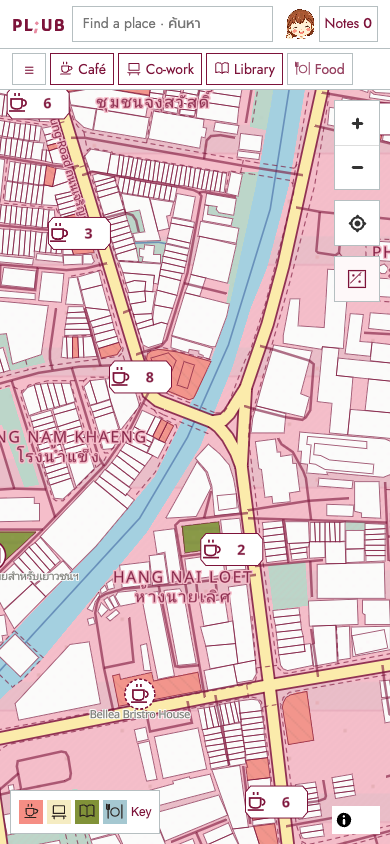 PL;UB
Find a place · ค้นหา
Notes 0
Café
Co-work
Library
Food
6
ชุมชนจงสวัสดิ์
3
8
NG NAM KHAENG
โรงน้ำแข็ง
2
HANG NAI LOET
หางนายเลิศ
Belléa Bistro House
6
Key